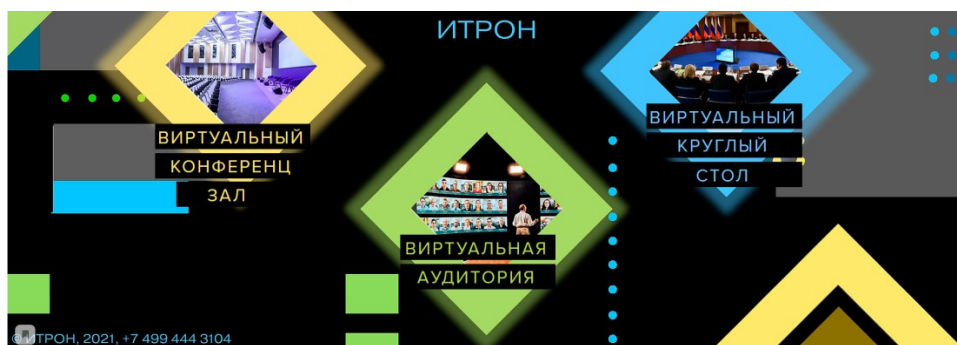 ИТРОН
ВИРТУАЛЬНЫЙ
КОНФЕРЕНЦ
ЗАЛ
ВИРТУАЛЬНЫЙ
КРУГЛЫЙ
СТОЛ
ВИРТУАЛЬНАЯ
АУДИТОРИЯ
© ИТРОН, 2021, +7 499 444 3104